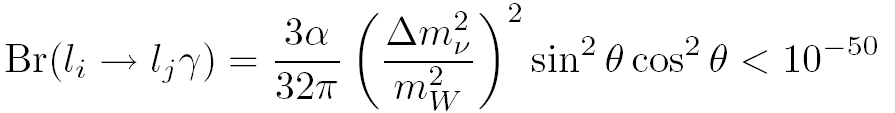 Br(l_i → l_jγ) = \frac{3α}{32π} \left( \frac{Δm_ν^2}{m_W^2} \right)^2 sin^2 θ cos^2 θ < 10^{−50}